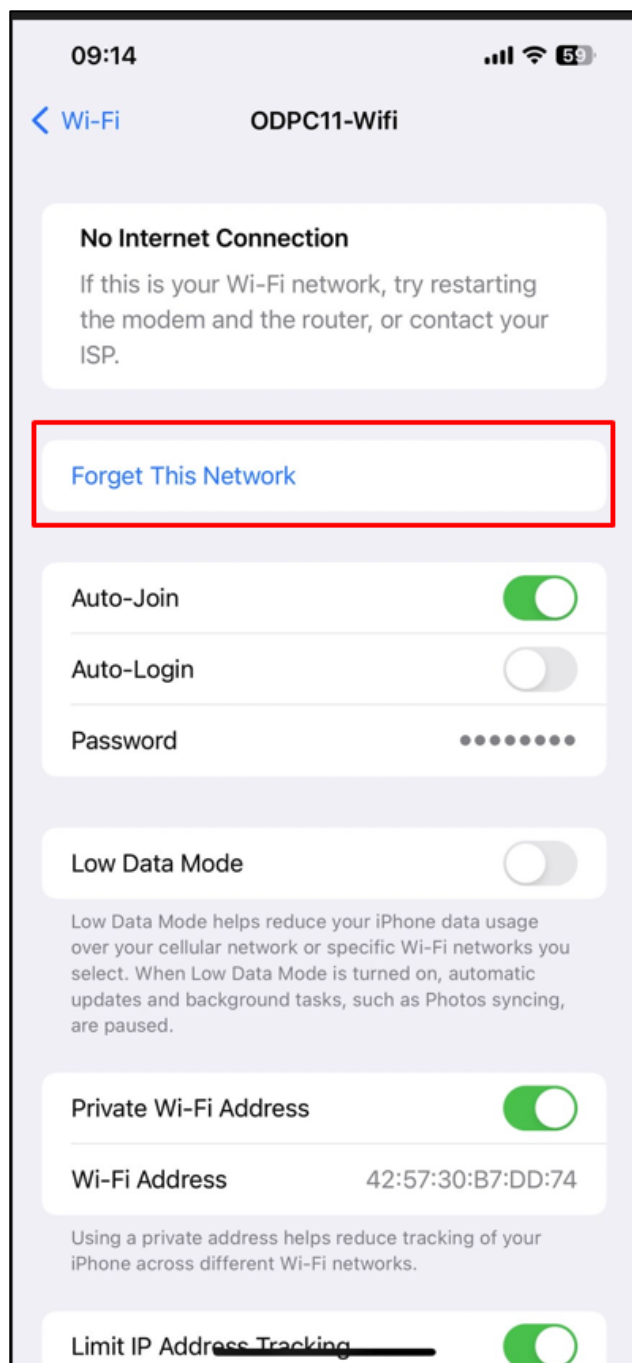 09:14
59
Wi-Fi
ODPC11-Wifi
No Internet Connection
If this is your Wi-Fi network, try restarting
the modem and the router, or contact your
ISP.
Forget This Network
Auto-Join
Auto-Login
Password
Low Data Mode
Low Data Mode helps reduce your iPhone data usage
over your cellular network or specific Wi-Fi networks you
select. When Low Data Mode is turned on, automatic
updates and background tasks, such as Photos syncing,
are paused.
Private Wi-Fi Address
Wi-Fi Address 42:57:30:B7:DD:74
Using a private address helps reduce tracking of your
iPhone across different Wi-Fi networks.
Limit IP Address Tracking